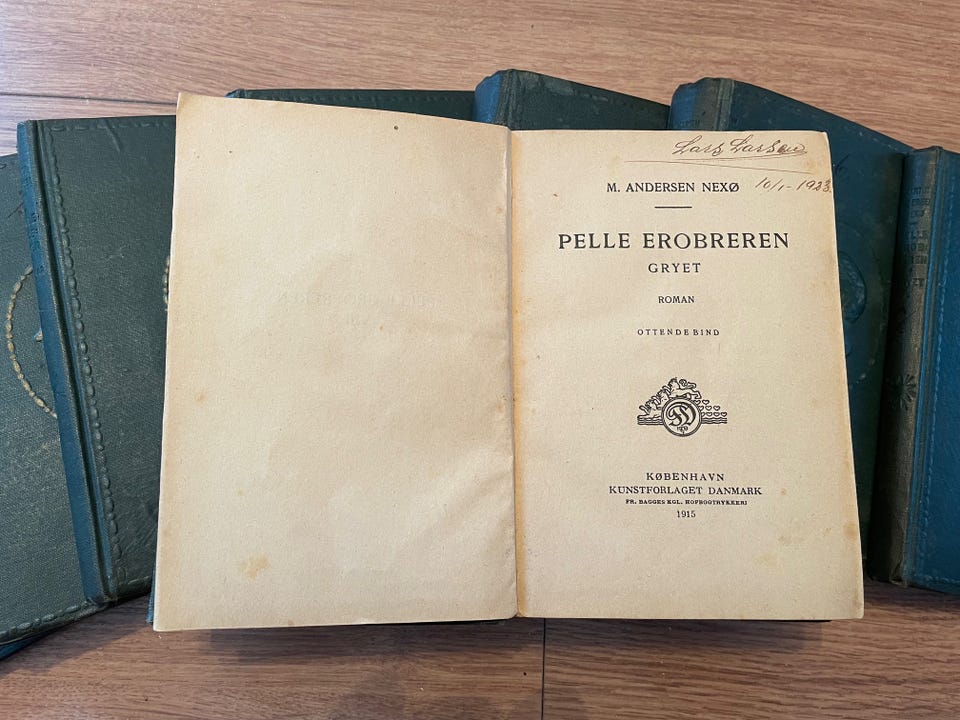 Lars Larsen
10/1-1923.
M. ANDERSEN NEXØ
PELLE EROBREREN
GRYET
ROMAN
OTTENDE BIND
KØBENHAVN
KUNSTFORLAGET DANMARK
FR. BAGGES KGL. HOFBOGTRYKKERI
1915